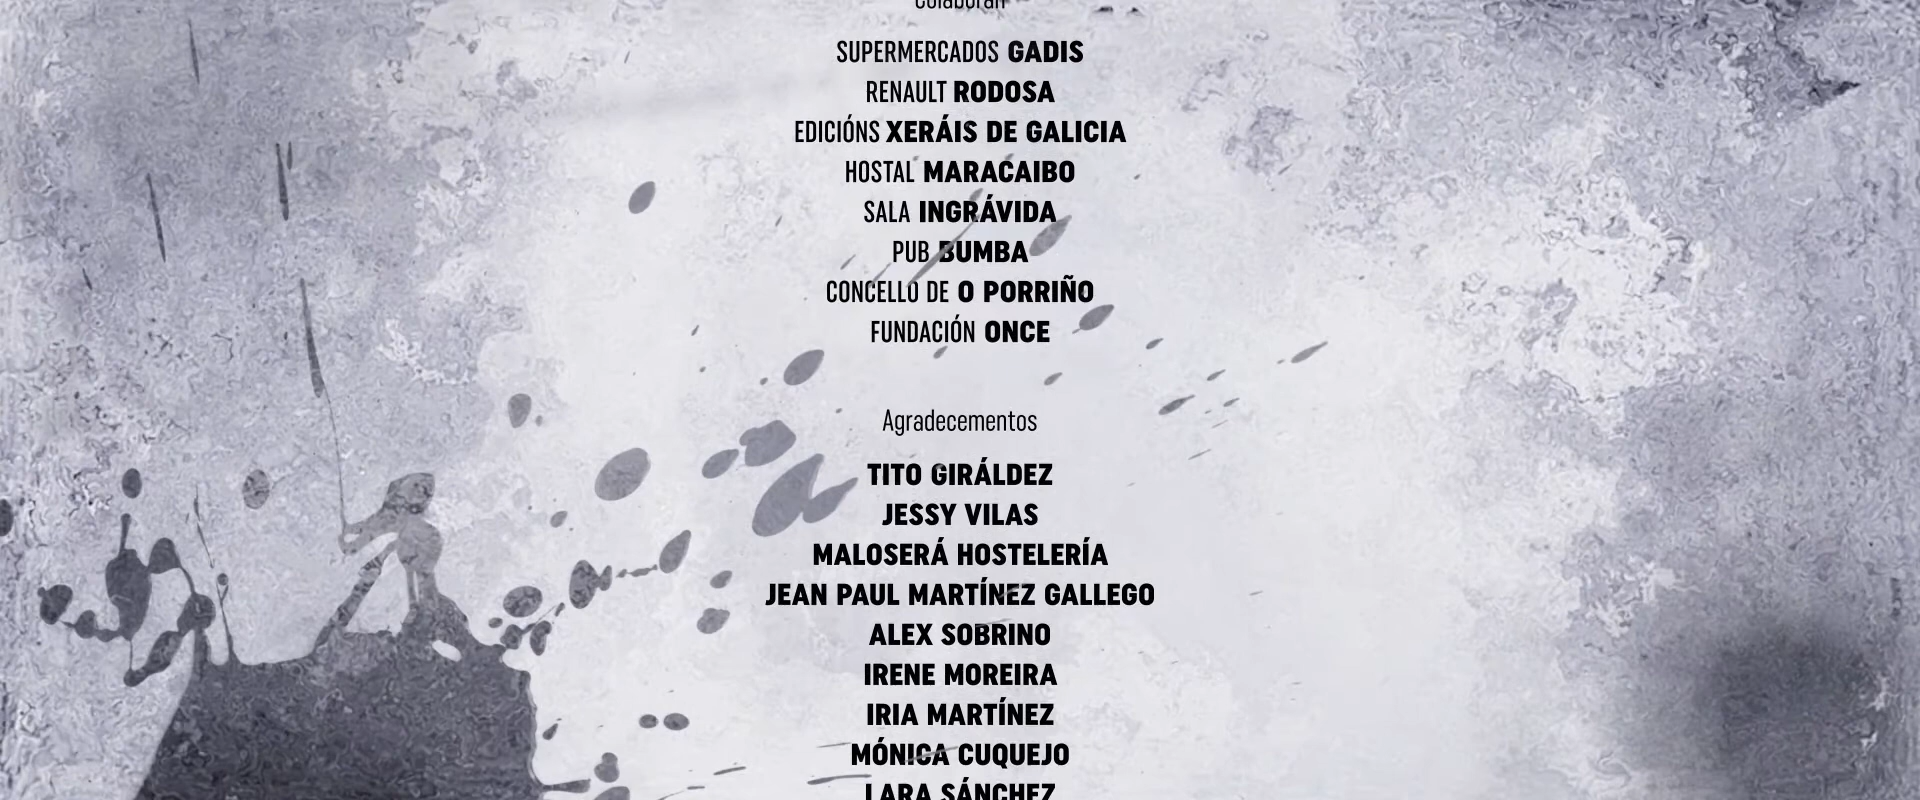 Colaboran
SUPERMERCADOS GADIS
RENAULT RODOSA
EDICIÓNS XERÁIS DE GALICIA
HOSTAL MARACAIBO
SALA INGRÁVIDA
PUB BUMBA
CONCELLO DE O PORRIÑO
FUNDACIÓN ONCE
Agradecementos
TITO GIRÁLDEZ
JESSY VILAS
MALOSERÁ HOSTELERÍA
JEAN PAUL MARTÍNEZ GALLEGO
ALEX SOBRINO
IRENE MOREIRA
IRIA MARTÍNEZ
MÓNICA CUQUEJO
LARA SÁNCHEZ